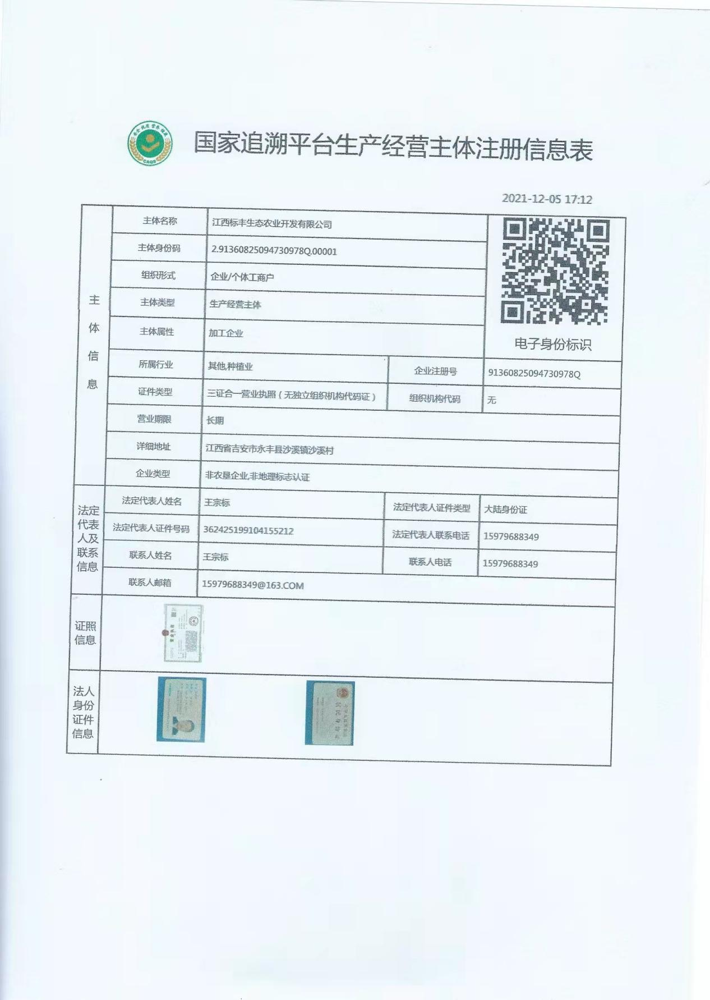 国家追溯平台生产经营主体注册信息表
CAQS
2021-12-05 17:12
主体信息
主体名称 江西标丰生态农业开发有限公司
主体身份码 2.91360825094730978Q.00001
组织形式 企业/个体工商户
主体类型 生产经营主体
主体属性 加工企业
电子身份标识
所属行业 其他,种植业 企业注册号 91360825094730978Q
证件类型 三证合一营业执照（无独立组织机构代码证） 组织机构代码 无
营业期限 长期
详细地址 江西省吉安市永丰县沙溪镇沙溪村
企业类型 非农垦企业,非地理标志认证
法定代表人及联系信息
法定代表人姓名 王宗标 法定代表人证件类型 大陆身份证
法定代表人证件号码 362425199104155212 法定代表人联系电话 15979688349
联系人姓名 王宗标 联系人电话 15979688349
联系人邮箱 15979688349@163.COM
证照信息
法人身份证件信息